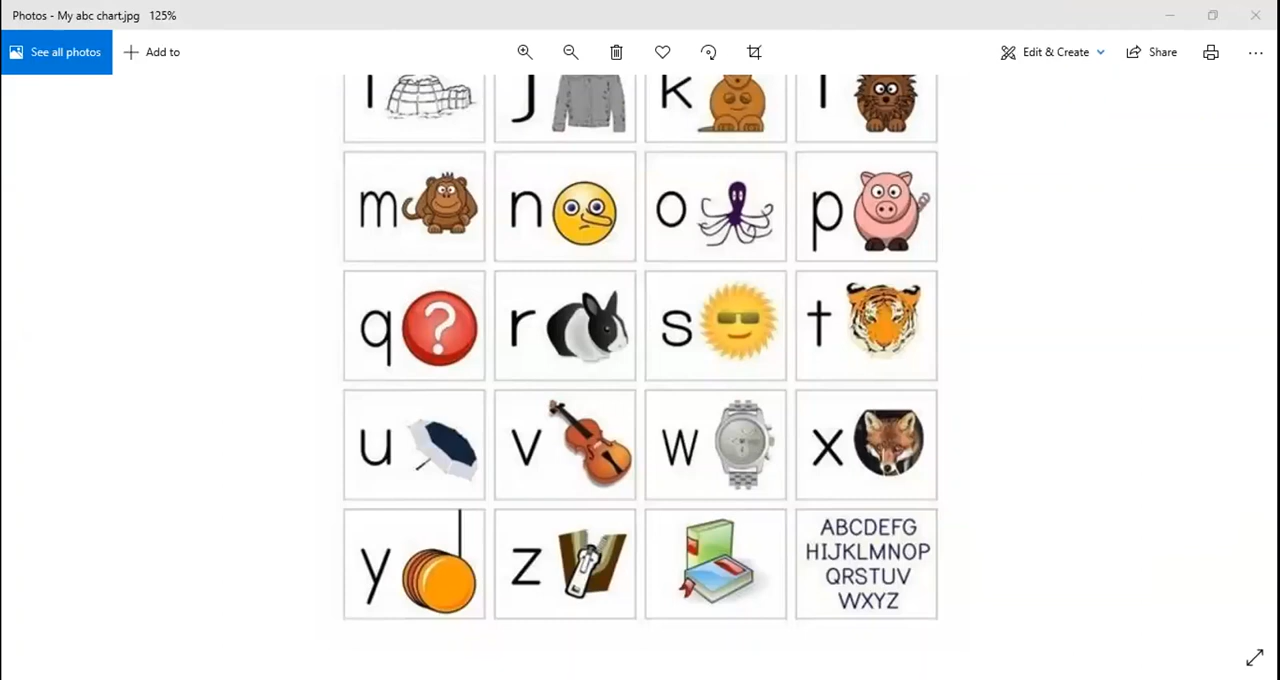 Photos - My abc chart.jpg 125%
See all photos
Add to
Edit & Create
Share
i
j
k
l
m
n
o
p
q
?
r
s
t
u
v
w
x
y
z
ABCDEFG
HIJKLMNOP
QRSTUV
WXYZ